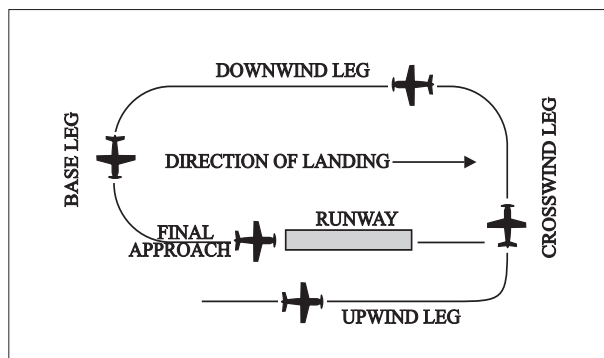 DOWNWIND LEG
BASE LEG
DIRECTION OF LANDING
CROSSWIND LEG
FINAL
APPROACH
RUNWAY
UPWIND LEG